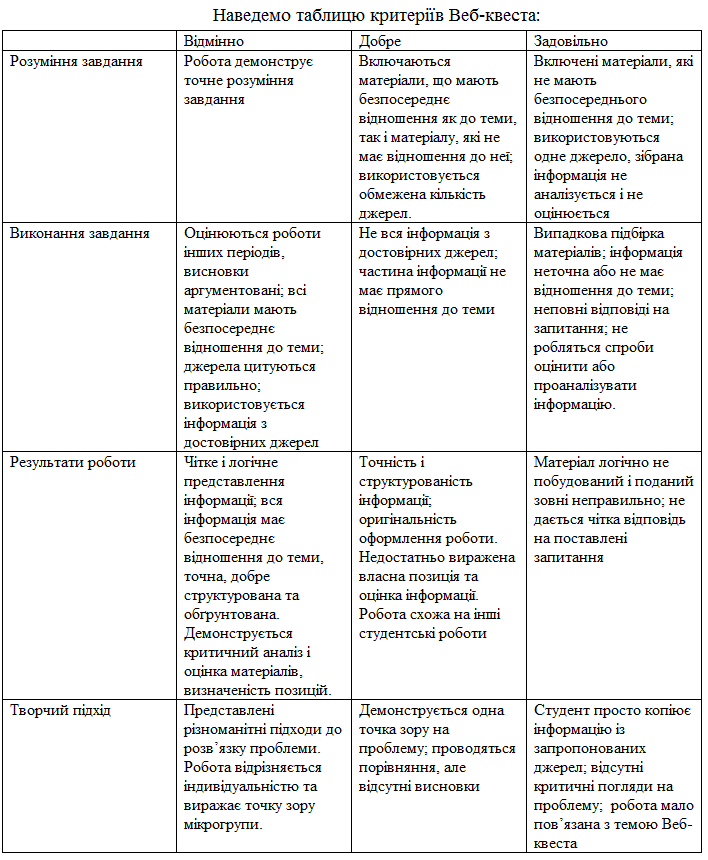 Наведемо таблицю критеріїв Веб-квеста:
Відмінно
Добре
Задовільно
Розуміння завдання
Робота демонструє
точне розуміння
завдання
Включаються
матеріали, що мають
безпосереднє
відношення як до теми,
так і матеріалу, які не
має відношення до неї;
використовується
обмежена кількість
джерел.
Включені матеріали, які
не мають
безпосереднього
відношення до теми;
використовуються
одне джерело, зібрана
інформація не
аналізується і не
оцінюється
Виконання завдання
Оцінюються роботи
інших періодів,
висновки
аргументовані; всі
матеріали мають
безпосереднє
відношення до теми;
джерела цитуються
правильно;
використовується
інформація з
достовірних джерел
Не вся інформація з
достовірних джерел;
частина інформації не
має прямого
відношення до теми
Випадкова підбірка
матеріалів; інформація
неточна або не має
відношення до теми;
неповні відповіді на
запитання; не
робляться спроби
оцінити або
проаналізувати
інформацію.
Результати роботи
Чітке і логічне
представлення
інформації; вся
інформація має
безпосереднє
відношення до теми,
точна, добре
структурована та
обґрунтована.
Демонструється
критичний аналіз і
оцінка матеріалів,
визначеність позицій.
Точність і
структурованість
інформації;
оригінальність
оформлення роботи.
Недостатньо виражена
власна позиція та
оцінка інформації.
Робота схожа на інші
студентські роботи
Матеріал логічно не
побудований і поданий
зовні неправильно; не
дається чітка відповідь
на поставлені
запитання
Творчий підхід
Представлені
різноманітні підходи до
розв’язку проблеми.
Робота відрізняється
індивідуальністю та
виражає точку зору
мікрогрупи.
Демонструється одна
точка зору на
проблему; проводяться
порівняння, але
відсутні висновки
Студент просто копіює
інформацію із
запропонованих
джерел; відсутні
критичні погляди на
проблему; робота мало
пов’язана з темою Веб-
квеста